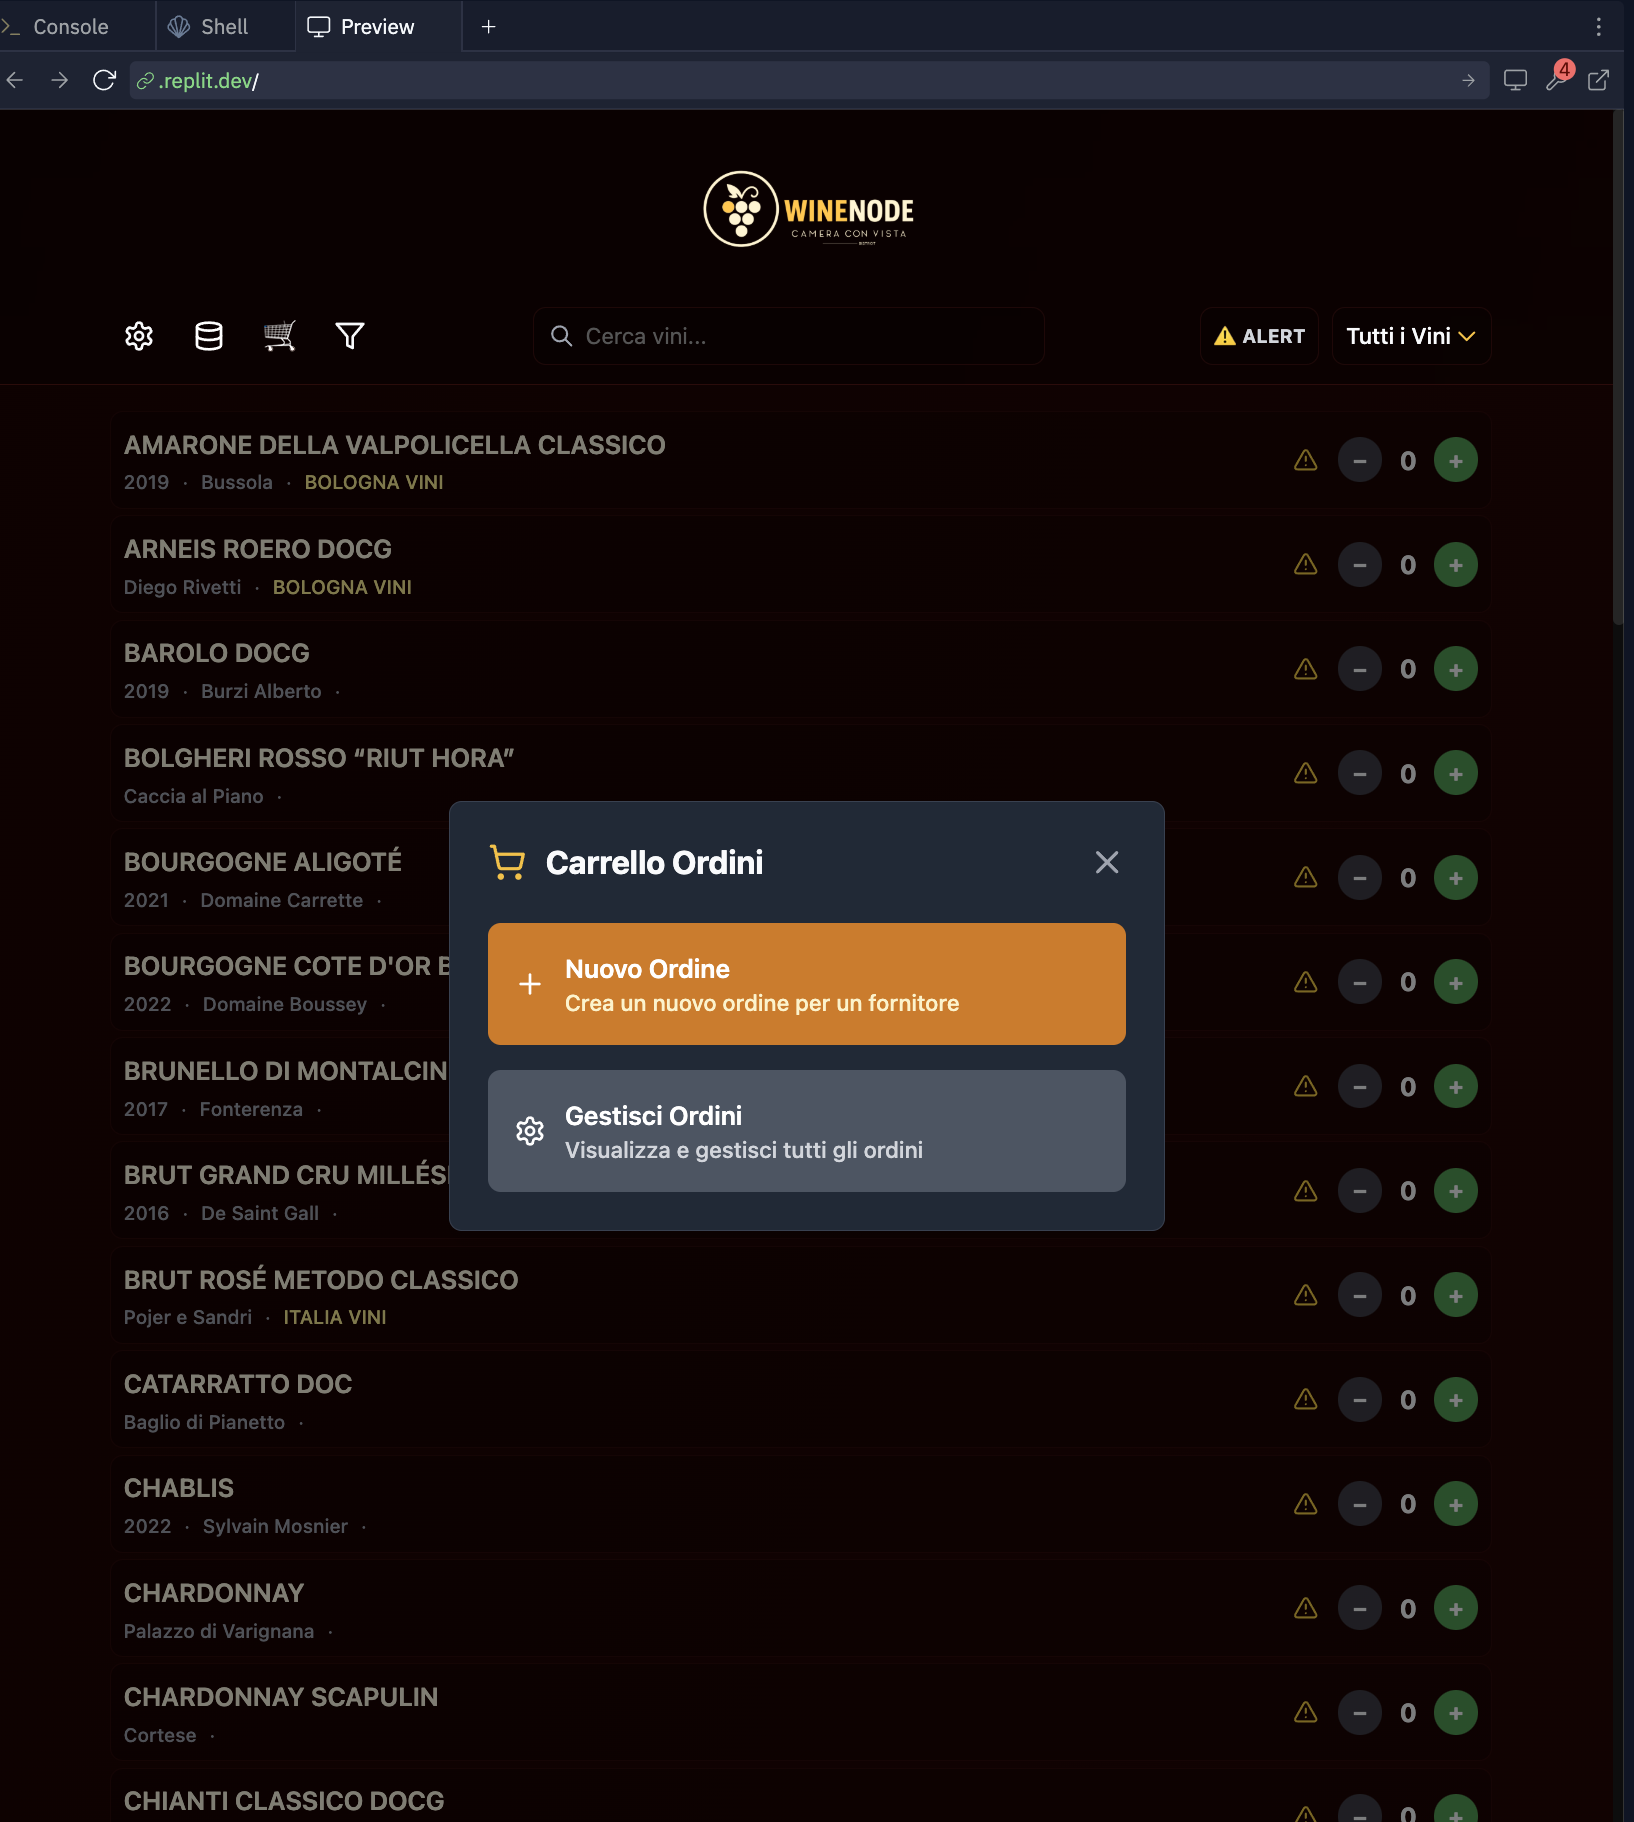 Console
Shell
Preview
.replit.dev/
4
WINENODE
CAMERA CON VISTA
BISTROT
Cerca vini...
ALERT
Tutti i Vini
AMARONE DELLA VALPOLICELLA CLASSICO
2019 · Bussola · BOLOGNA VINI
0
ARNEIS ROERO DOCG
Diego Rivetti · BOLOGNA VINI
0
BAROLO DOCG
2019 · Burzi Alberto ·
0
BOLGHERI ROSSO “RIUT HORA”
Caccia al Piano ·
0
BOURGOGNE ALIGOTÉ
2021 · Domaine Carrette ·
0
BOURGOGNE COTE D'OR B
2022 · Domaine Boussey ·
0
BRUNELLO DI MONTALCIN
2017 · Fonterenza ·
0
BRUT GRAND CRU MILLÉS
2016 · De Saint Gall ·
0
Carrello Ordini
Nuovo Ordine
Crea un nuovo ordine per un fornitore
Gestisci Ordini
Visualizza e gestisci tutti gli ordini
BRUT ROSÉ METODO CLASSICO
Pojer e Sandri · ITALIA VINI
0
CATARRATTO DOC
Baglio di Pianetto ·
0
CHABLIS
2022 · Sylvain Mosnier ·
0
CHARDONNAY
Palazzo di Varignana ·
0
CHARDONNAY SCAPULIN
Cortese ·
0
CHIANTI CLASSICO DOCG
0